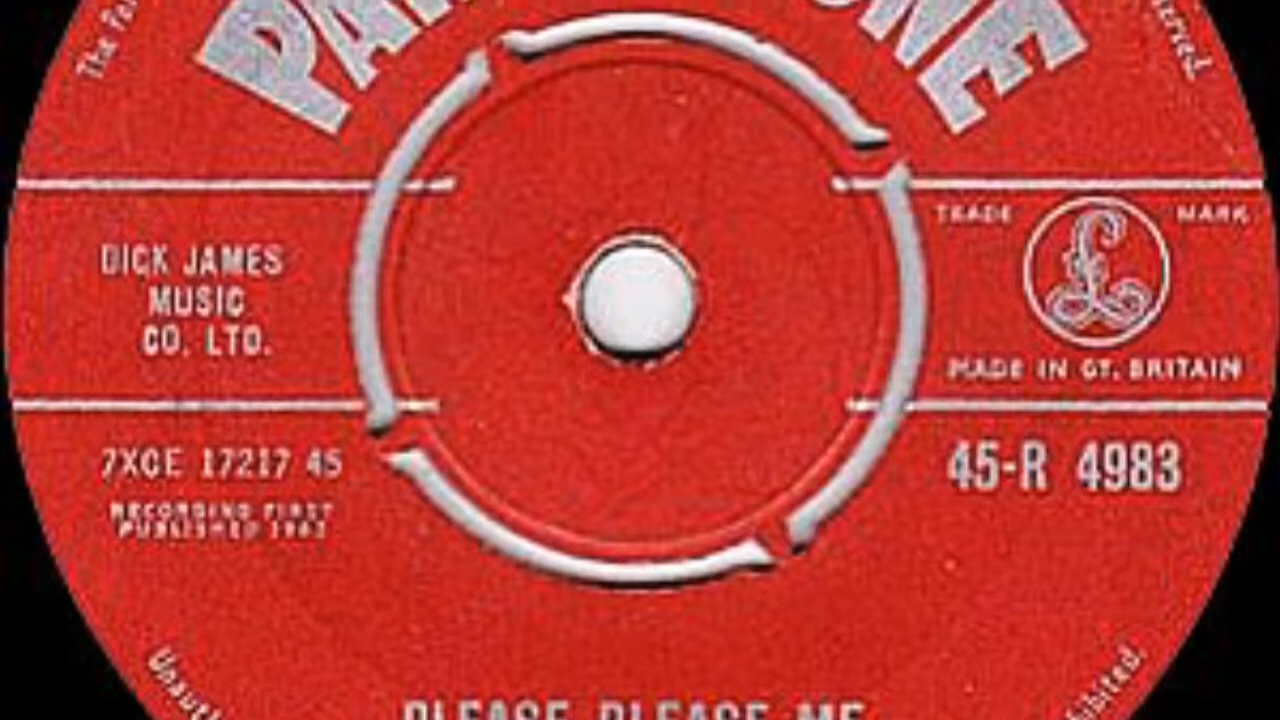 TRADE MARK
DICK JAMES
MUSIC
CO. LTD.
MADE IN GT. BRITAIN
7XCE 17217 45
45-R 4983
RECORDING FIRST
PUBLISHED 1962
PLEASE PLEASE ME